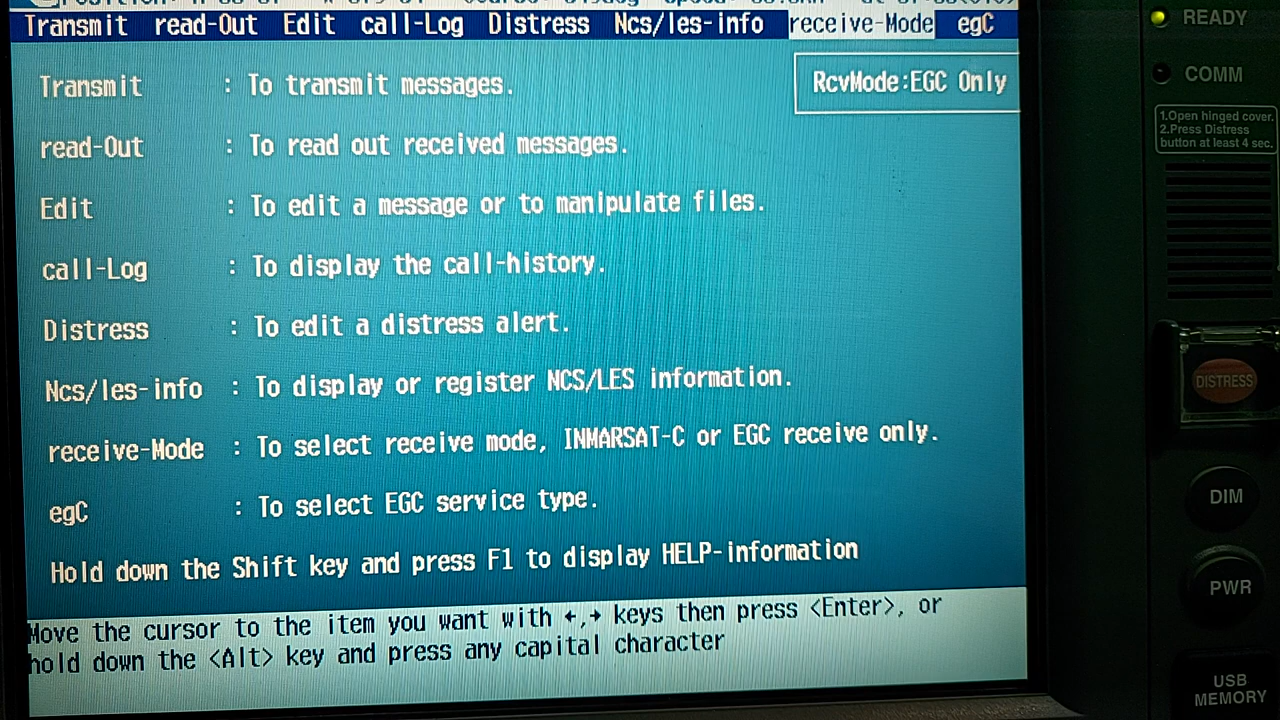 Transmit read-Out Edit call-Log Distress Ncs/les-info receive-Mode egC
RcvMode:EGC Only
Transmit : To transmit messages.
read-Out : To read out received messages.
Edit : To edit a message or to manipulate files.
call-Log : To display the call-history.
Distress : To edit a distress alert.
Ncs/les-info : To display or register NCS/LES information.
receive-Mode : To select receive mode, INMARSAT-C or EGC receive only.
egC : To select EGC service type.
Hold down the Shift key and press F1 to display HELP-information
Move the cursor to the item you want with ←,→ keys then press <Enter>, or
hold down the <Alt> key and press any capital character
READY
COMM
1.Open hinged cover.
2.Press Distress
button at least 4 sec.
DISTRESS
DIM
PWR
USB
MEMORY